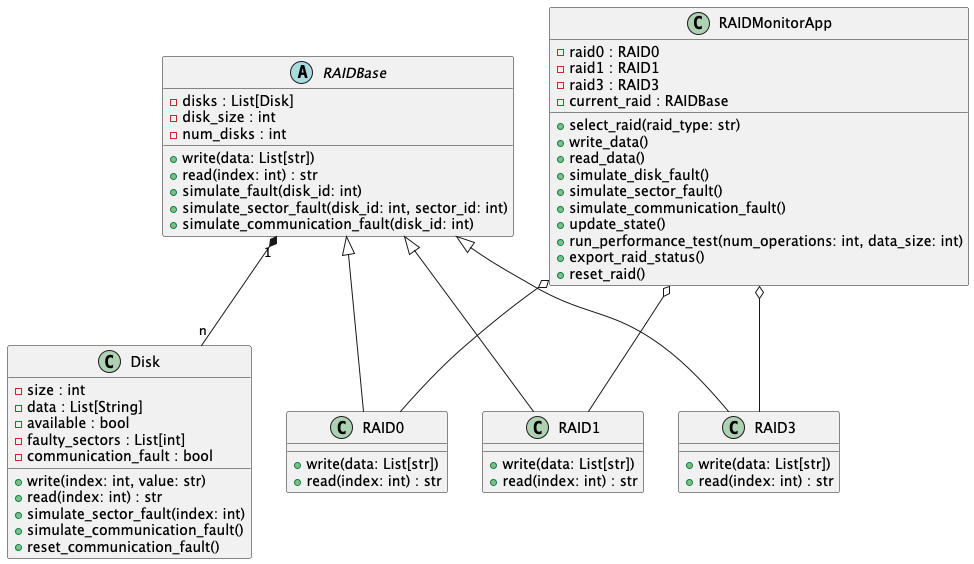 C RAIDMonitorApp
raid0 : RAID0
raid1 : RAID1
raid3 : RAID3
current_raid : RAIDBase
select_raid(raid_type: str)
write_data()
read_data()
simulate_disk_fault()
simulate_sector_fault()
simulate_communication_fault()
update_state()
run_performance_test(num_operations: int, data_size: int)
export_raid_status()
reset_raid()
A RAIDBase
disks : List[Disk]
disk_size : int
num_disks : int
write(data: List[str])
read(index: int) : str
simulate_fault(disk_id: int)
simulate_sector_fault(disk_id: int, sector_id: int)
simulate_communication_fault(disk_id: int)
1
n
C Disk
size : int
data : List[String]
available : bool
faulty_sectors : List[int]
communication_fault : bool
write(index: int, value: str)
read(index: int) : str
simulate_sector_fault(index: int)
simulate_communication_fault()
reset_communication_fault()
C RAID0
write(data: List[str])
read(index: int) : str
C RAID1
write(data: List[str])
read(index: int) : str
C RAID3
write(data: List[str])
read(index: int) : str